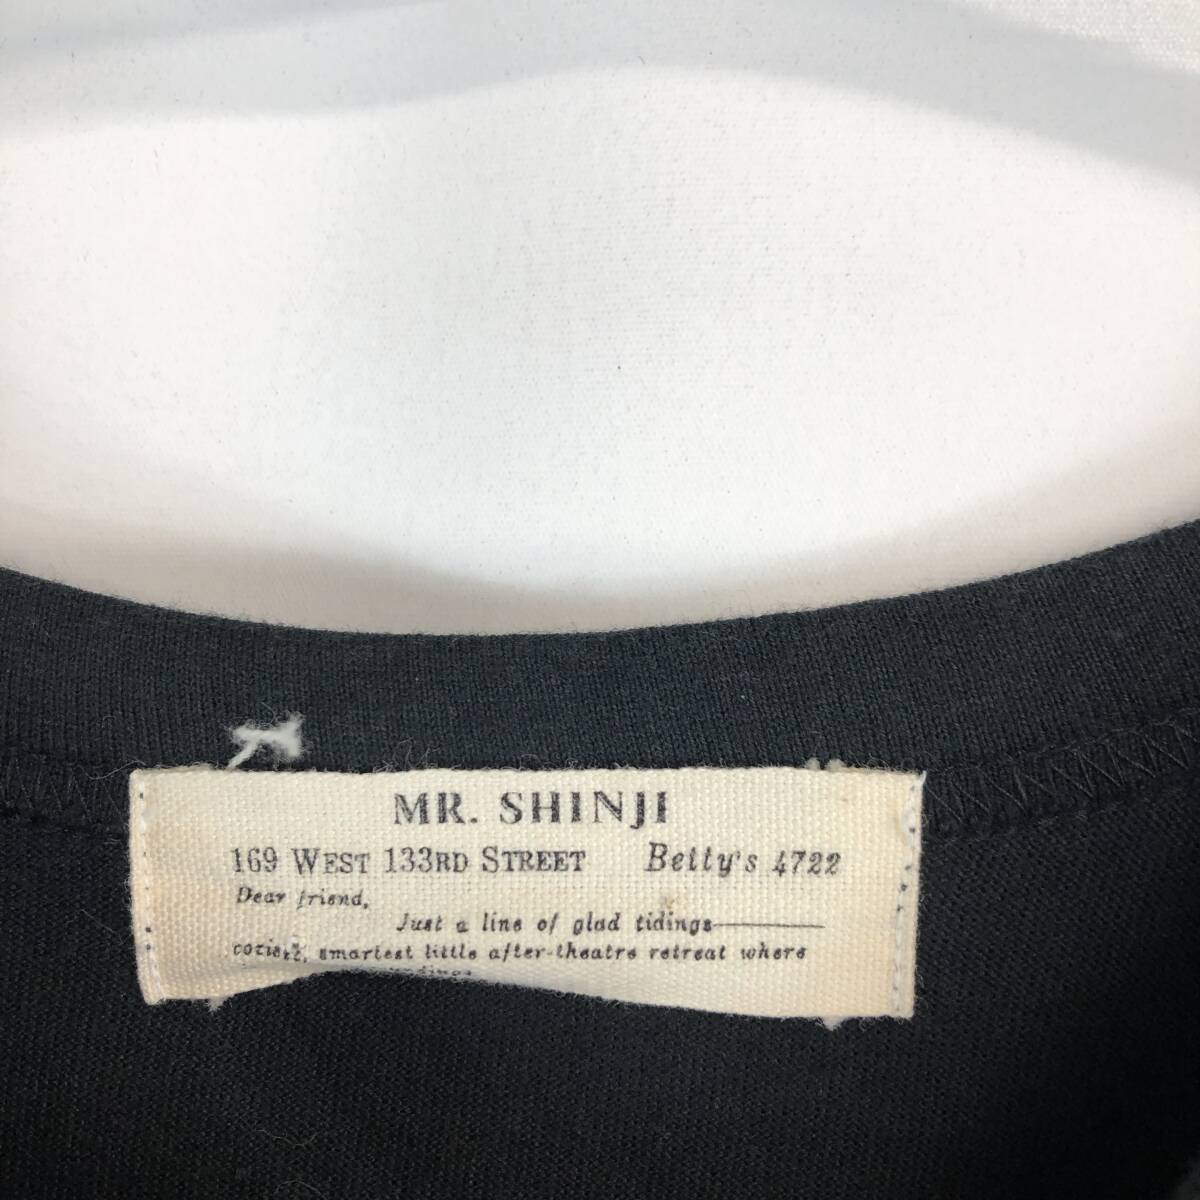 MR. SHINJI
169 WEST 133RD STREET Betty's 4722
Dear friend,
Just a line of glad tidings
smartest little after-theatre retreat where